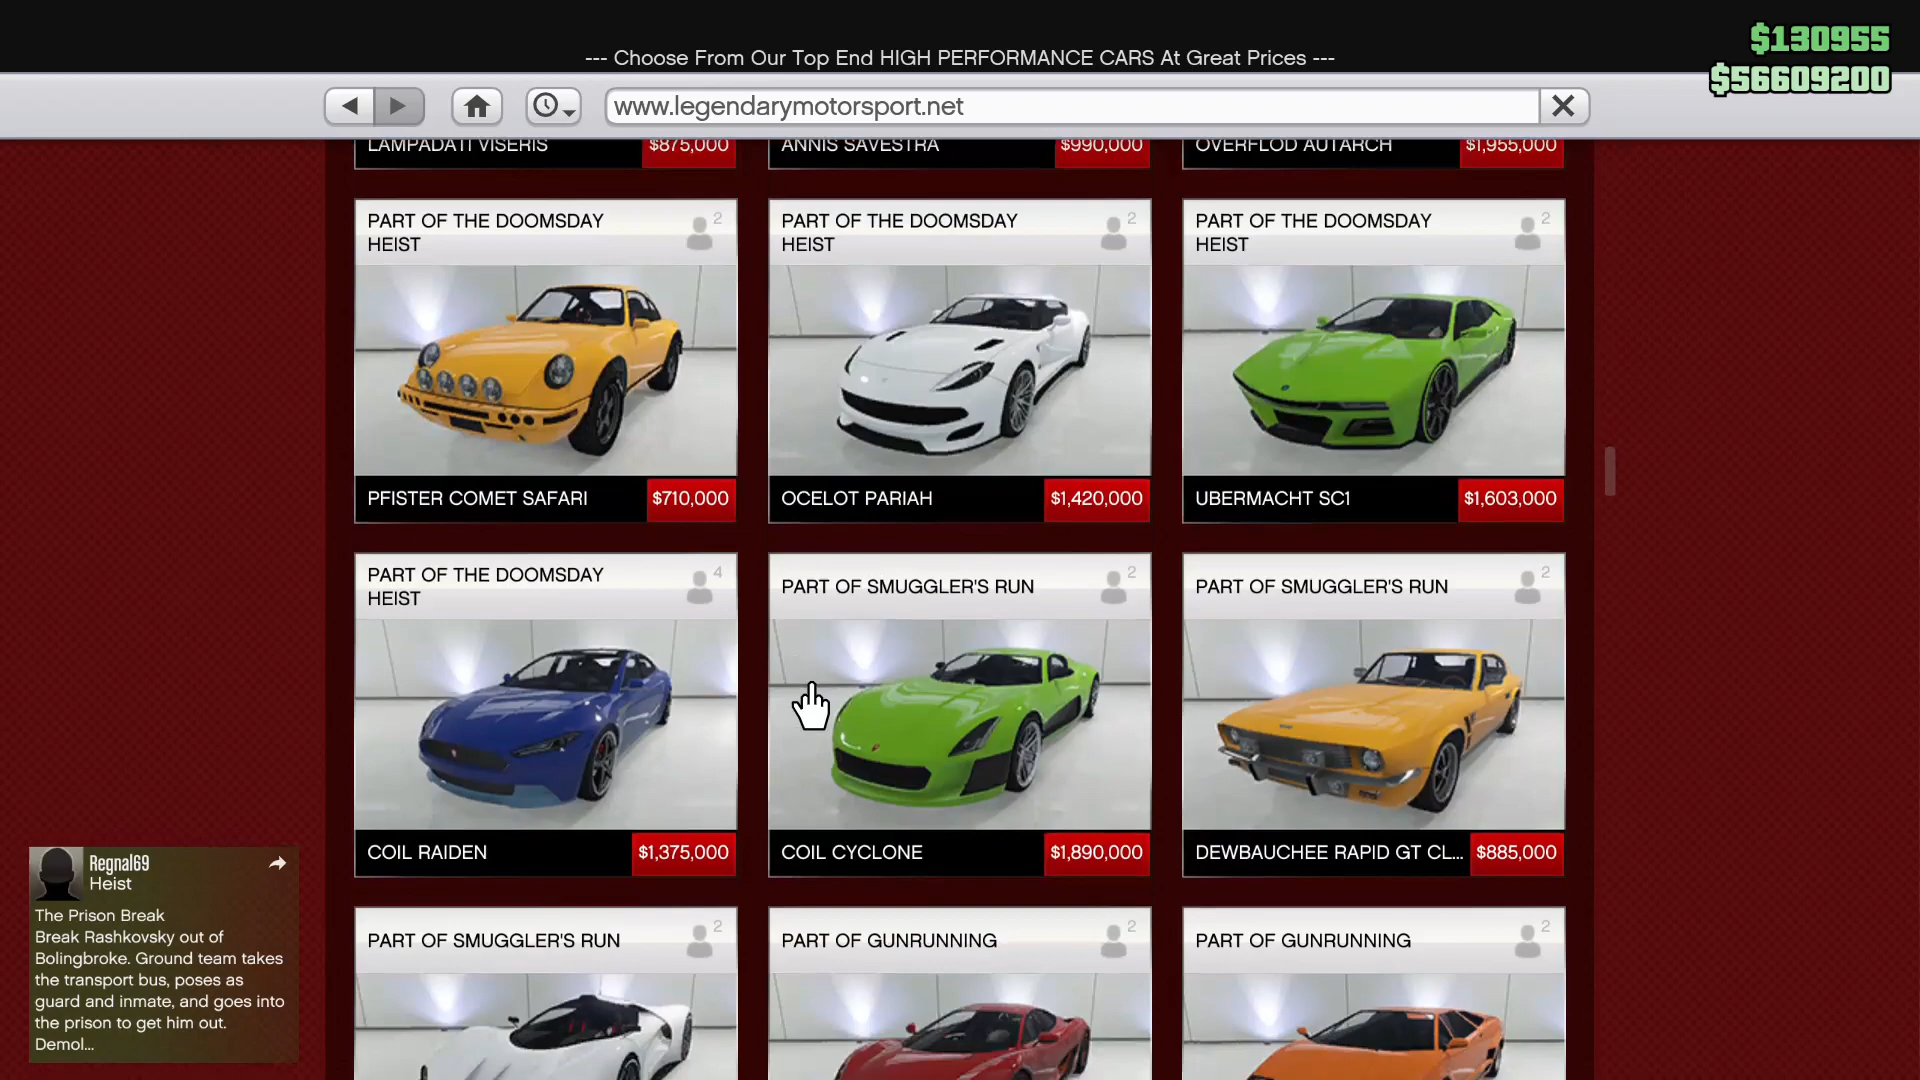 $130955
--- Choose From Our Top End HIGH PERFORMANCE CARS At Great Prices ---
$56609200
www.legendarymotorsport.net
LAMPADATI VISERIS $875,000
ANNIS SAVESTRA $990,000
OVERFLOD AUTARCH $1,955,000
PART OF THE DOOMSDAY
HEIST
2
PART OF THE DOOMSDAY
HEIST
2
PART OF THE DOOMSDAY
HEIST
2
PFISTER COMET SAFARI $710,000
OCELOT PARIAH $1,420,000
UBERMACHT SC1 $1,603,000
PART OF THE DOOMSDAY
HEIST
4
PART OF SMUGGLER'S RUN 2
PART OF SMUGGLER'S RUN 2
COIL RAIDEN $1,375,000
COIL CYCLONE $1,890,000
DEWBAUCHEE RAPID GT CL... $885,000
PART OF SMUGGLER'S RUN 2
PART OF GUNRUNNING 2
PART OF GUNRUNNING 2
Regnal69
Heist
The Prison Break
Break Rashkovsky out of
Bolingbroke. Ground team takes
the transport bus, poses as
guard and inmate, and goes into
the prison to get him out.
Demol...